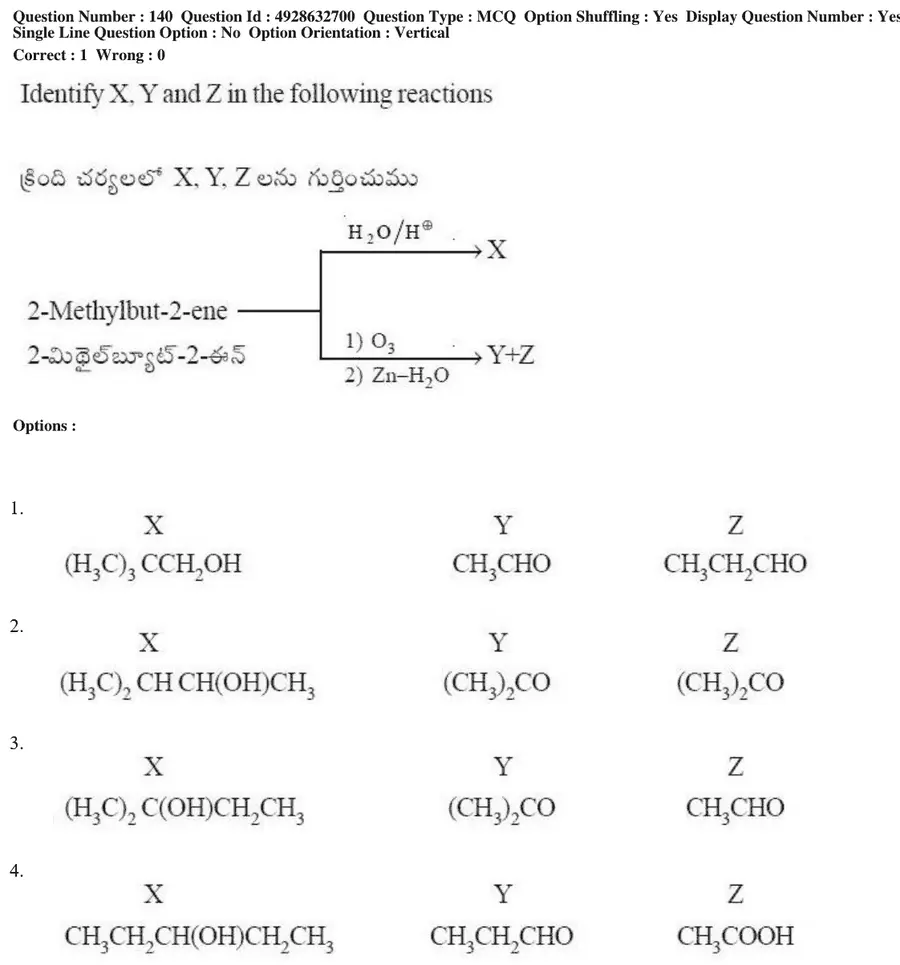 Question Number : 140 Question Id : 4928632700 Question Type : MCQ Option Shuffling : Yes Display Question Number : Yes
Single Line Question Option : No Option Orientation : Vertical
Correct : 1 Wrong : 0
Identify X, Y and Z in the following reactions
క్రింది చర్యలలో X, Y, Z లను గుర్తించుము
H₂O/H⊕
X
2-Methylbut-2-ene
2-మిథైల్‌బ్యూట్-2-ఈన్
1) O₃
Y+Z
2) Zn–H₂O
Options :
1.
X Y Z
(H₃C)₃ CCH₂OH CH₃CHO CH₃CH₂CHO
2.
X Y Z
(H₃C)₂ CH CH(OH)CH₃ (CH₃)₂CO (CH₃)₂CO
3.
X Y Z
(H₃C)₂ C(OH)CH₂CH₃ (CH₃)₂CO CH₃CHO
4.
X Y Z
CH₃CH₂CH(OH)CH₂CH₃ CH₃CH₂CHO CH₃COOH